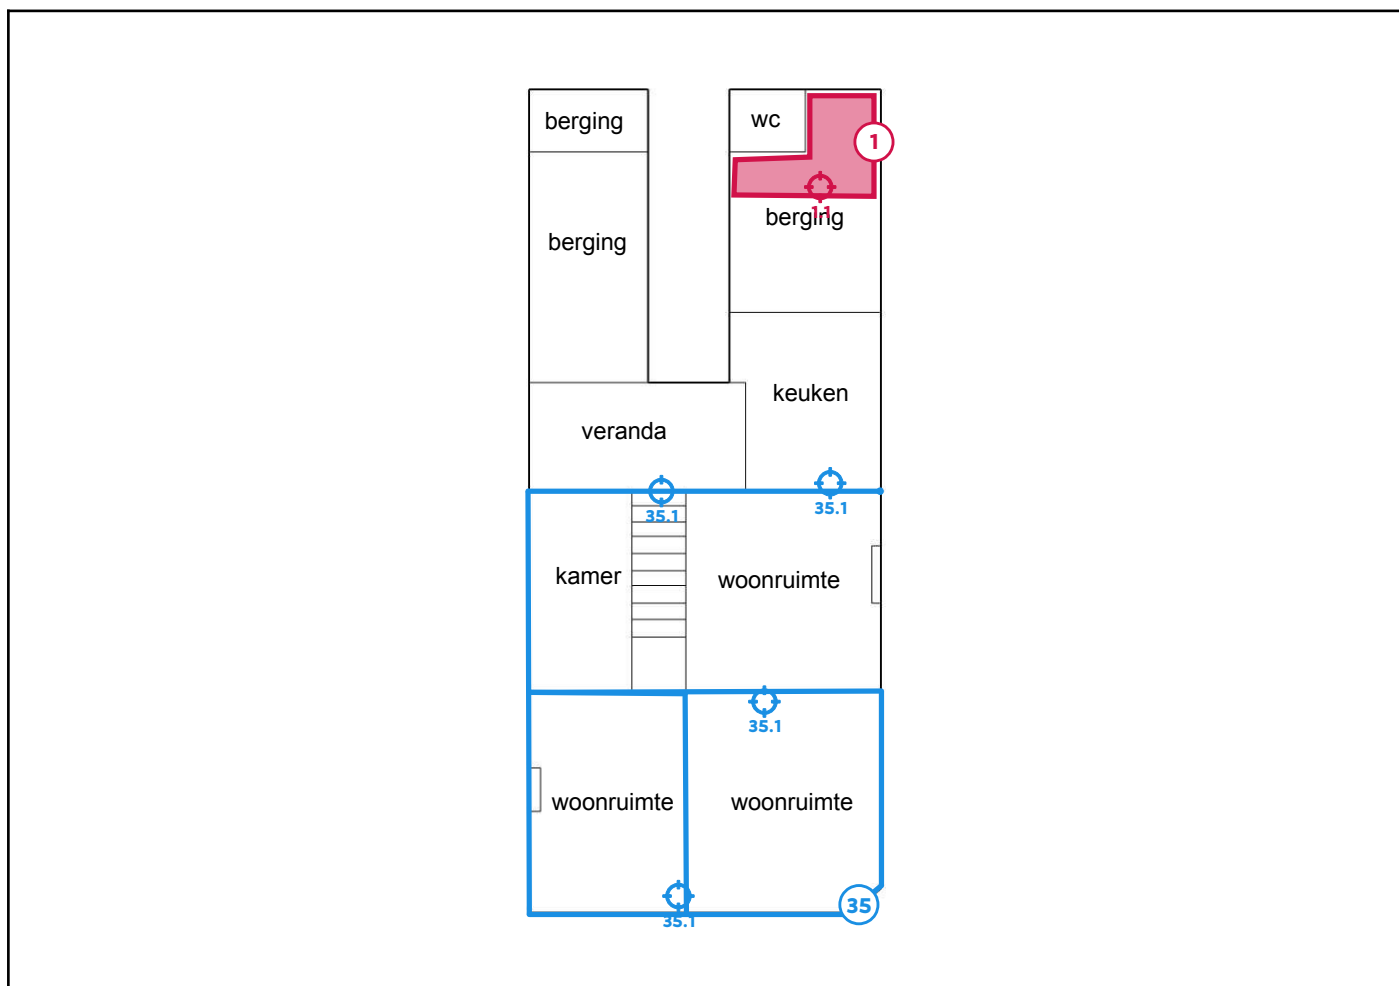 berging
wc
1
1.1
berging
berging
keuken
veranda
35.1
35.1
kamer
woonruimte
35.1
woonruimte
woonruimte
35
35.1